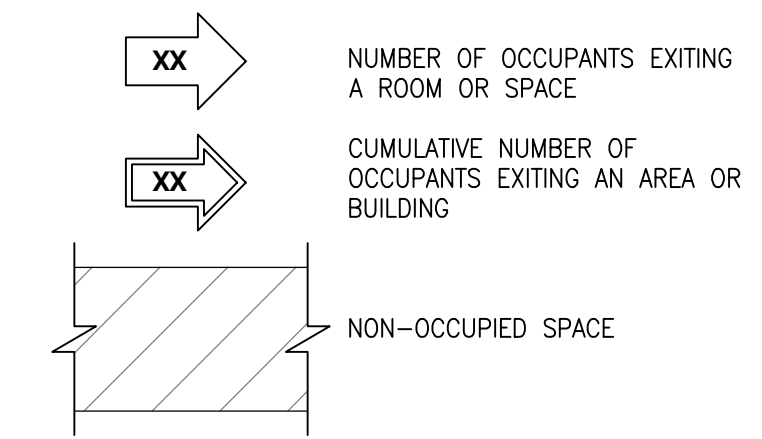 XX
NUMBER OF OCCUPANTS EXITING
A ROOM OR SPACE
XX
CUMULATIVE NUMBER OF
OCCUPANTS EXITING AN AREA OR
BUILDING
NON-OCCUPIED SPACE